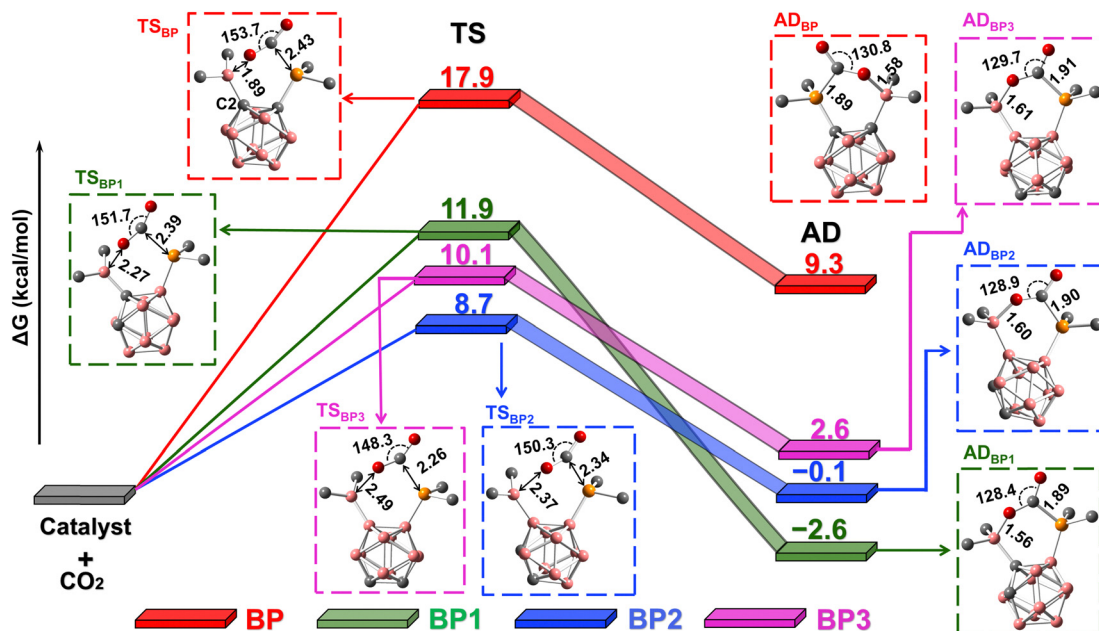 TS_BP
153.7
2.43
1.89
C2
TS
17.9
AD_BP
130.8
1.58
1.89
AD_BP3
129.7
1.91
1.61
TS_BP1
151.7
2.39
2.27
11.9
10.1
8.7
AD
9.3
AD_BP2
128.9
1.90
1.60
ΔG (kcal/mol)
TS_BP3
148.3
2.26
2.49
TS_BP2
150.3
2.34
2.37
2.6
−0.1
−2.6
AD_BP1
128.4
1.89
1.56
Catalyst
+
CO₂
BP
BP1
BP2
BP3